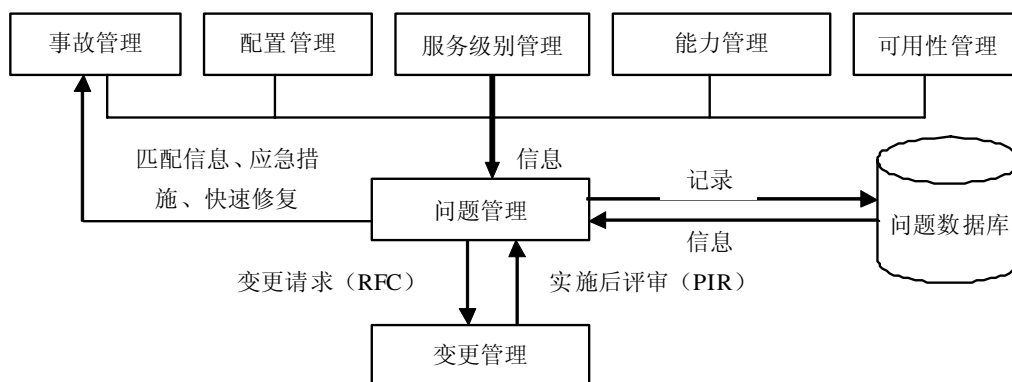 事故管理
配置管理
服务级别管理
能力管理
可用性管理
匹配信息、应急措
施、快速修复
信息
问题管理
记录
信息
问题数据库
变更请求（RFC）
实施后评审（PIR）
变更管理